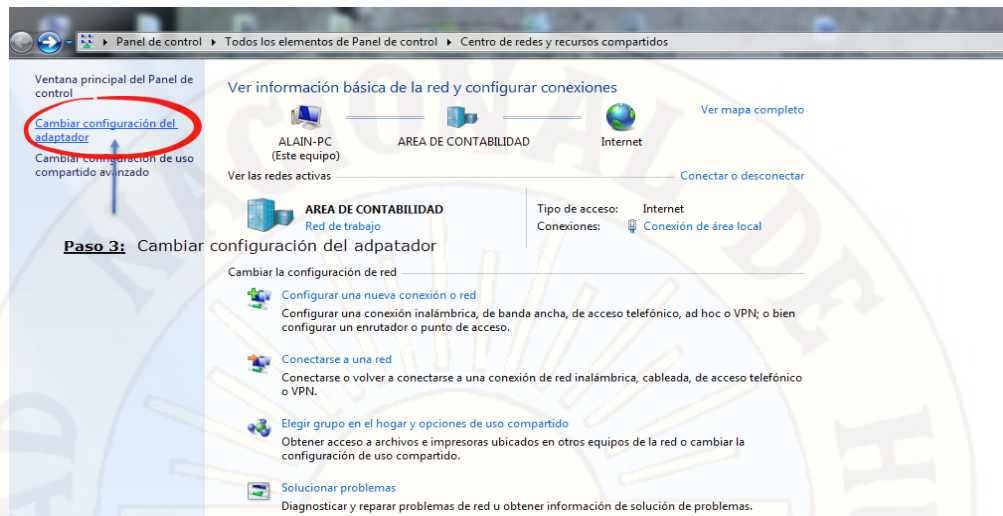 Panel de control ▸ Todos los elementos de Panel de control ▸ Centro de redes y recursos compartidos
Ventana principal del Panel de
control
Cambiar configuración del
adaptador
Cambiar configuración de uso
compartido avanzado
Ver información básica de la red y configurar conexiones
Ver mapa completo
ALAIN-PC
(Este equipo)
AREA DE CONTABILIDAD
Internet
Ver las redes activas
Conectar o desconectar
AREA DE CONTABILIDAD
Red de trabajo
Tipo de acceso: Internet
Conexiones: Conexión de área local
Paso 3: Cambiar configuración del adpatador
Cambiar la configuración de red
Configurar una nueva conexión o red
Configurar una conexión inalámbrica, de banda ancha, de acceso telefónico, ad hoc o VPN; o bien
configurar un enrutador o punto de acceso.
Conectarse a una red
Conectarse o volver a conectarse a una conexión de red inalámbrica, cableada, de acceso telefónico
o VPN.
Elegir grupo en el hogar y opciones de uso compartido
Obtener acceso a archivos e impresoras ubicados en otros equipos de la red o cambiar la
configuración de uso compartido.
Solucionar problemas
Diagnosticar y reparar problemas de red u obtener información de solución de problemas.